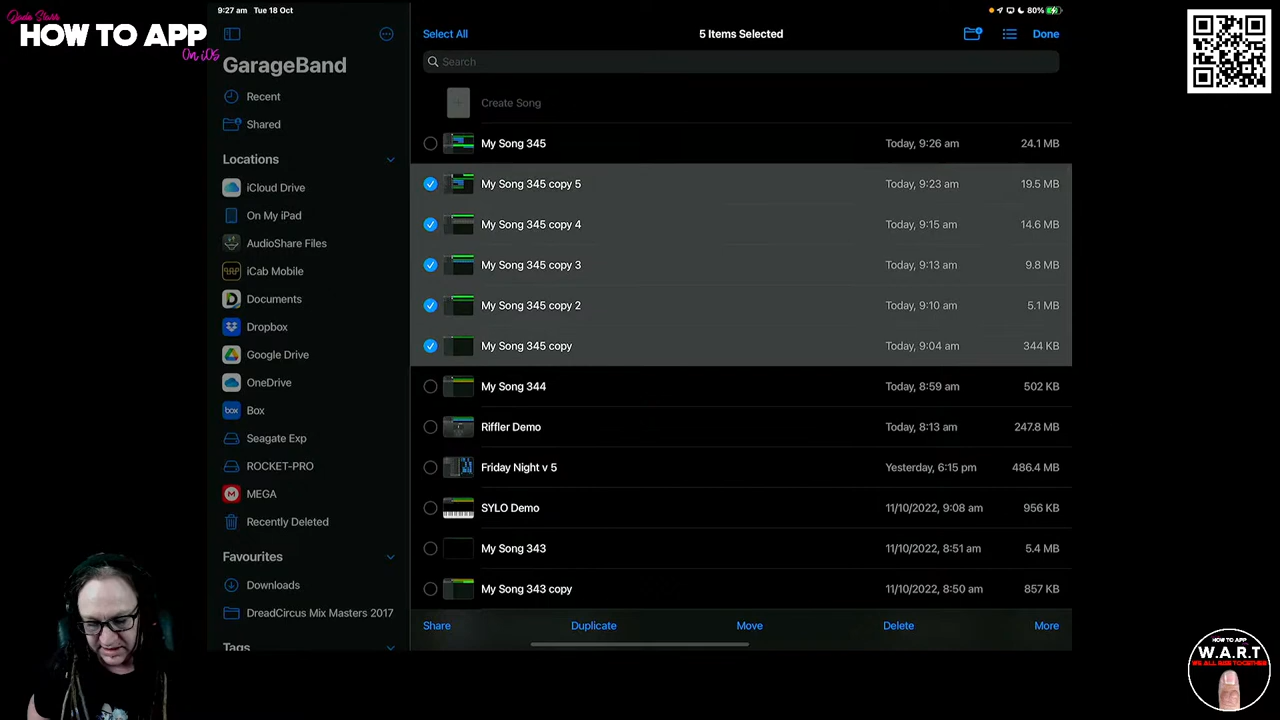 9:27 am Tue 18 Oct
80%
Jade Starr
HOW TO APP
On iOS
Select All
5 Items Selected
Done
GarageBand
Search
Recent
Shared
Create Song
Locations
iCloud Drive
On My iPad
AudioShare Files
iCab Mobile
Documents
Dropbox
Google Drive
OneDrive
Box
Seagate Exp
ROCKET-PRO
MEGA
Recently Deleted
Favourites
Downloads
DreadCircus Mix Masters 2017
Tags
My Song 345 Today, 9:26 am 24.1 MB
My Song 345 copy 5 Today, 9:23 am 19.5 MB
My Song 345 copy 4 Today, 9:15 am 14.6 MB
My Song 345 copy 3 Today, 9:13 am 9.8 MB
My Song 345 copy 2 Today, 9:10 am 5.1 MB
My Song 345 copy Today, 9:04 am 344 KB
My Song 344 Today, 8:59 am 502 KB
Riffler Demo Today, 8:13 am 247.8 MB
Friday Night v 5 Yesterday, 6:15 pm 486.4 MB
SYLO Demo 11/10/2022, 9:08 am 956 KB
My Song 343 11/10/2022, 8:51 am 5.4 MB
My Song 343 copy 11/10/2022, 8:50 am 857 KB
Share Duplicate Move Delete More
HOW TO APP
W.A.R.T
WE ALL RISE TOGETHER